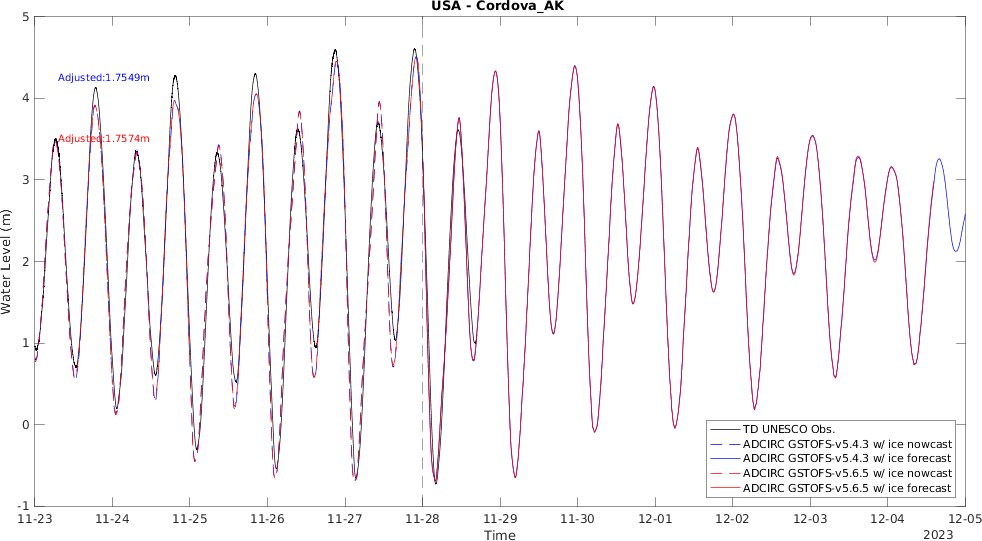 USA - Cordova_AK
5
4
3
2
1
0
-1
Water Level (m)
Adjusted:1.7549m
Adjusted:1.7574m
TD UNESCO Obs.
ADCIRC GSTOFS-v5.4.3 w/ ice nowcast
ADCIRC GSTOFS-v5.4.3 w/ ice forecast
ADCIRC GSTOFS-v5.6.5 w/ ice nowcast
ADCIRC GSTOFS-v5.6.5 w/ ice forecast
11-23 11-24 11-25 11-26 11-27 11-28 11-29 11-30 12-01 12-02 12-03 12-04 12-05
Time
2023